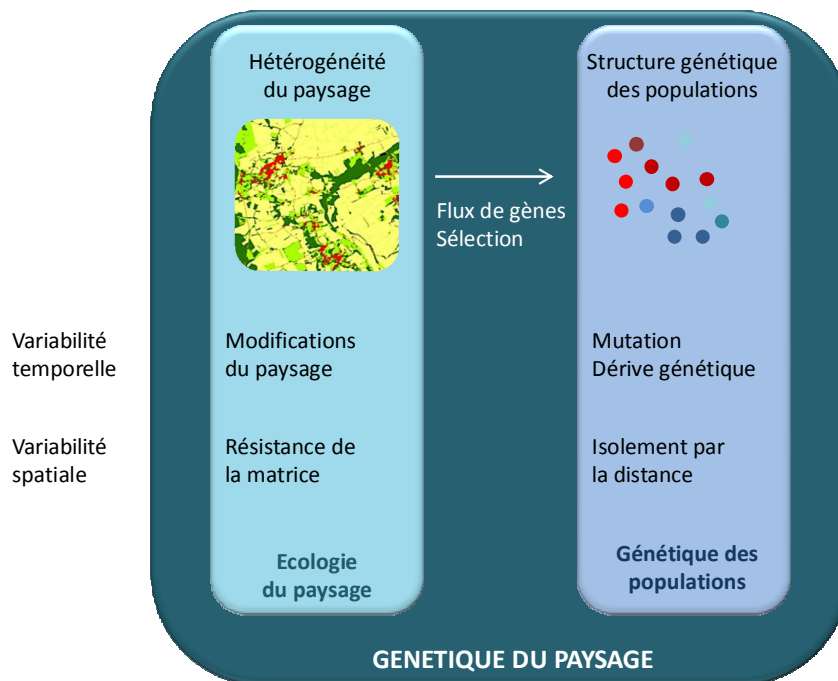 Hétérogénéité
du paysage
Structure génétique
des populations
Flux de gènes
Sélection
Variabilité
temporelle
Modifications
du paysage
Mutation
Dérive génétique
Variabilité
spatiale
Résistance de
la matrice
Isolement par
la distance
Ecologie
du paysage
Génétique des
populations
GENETIQUE DU PAYSAGE